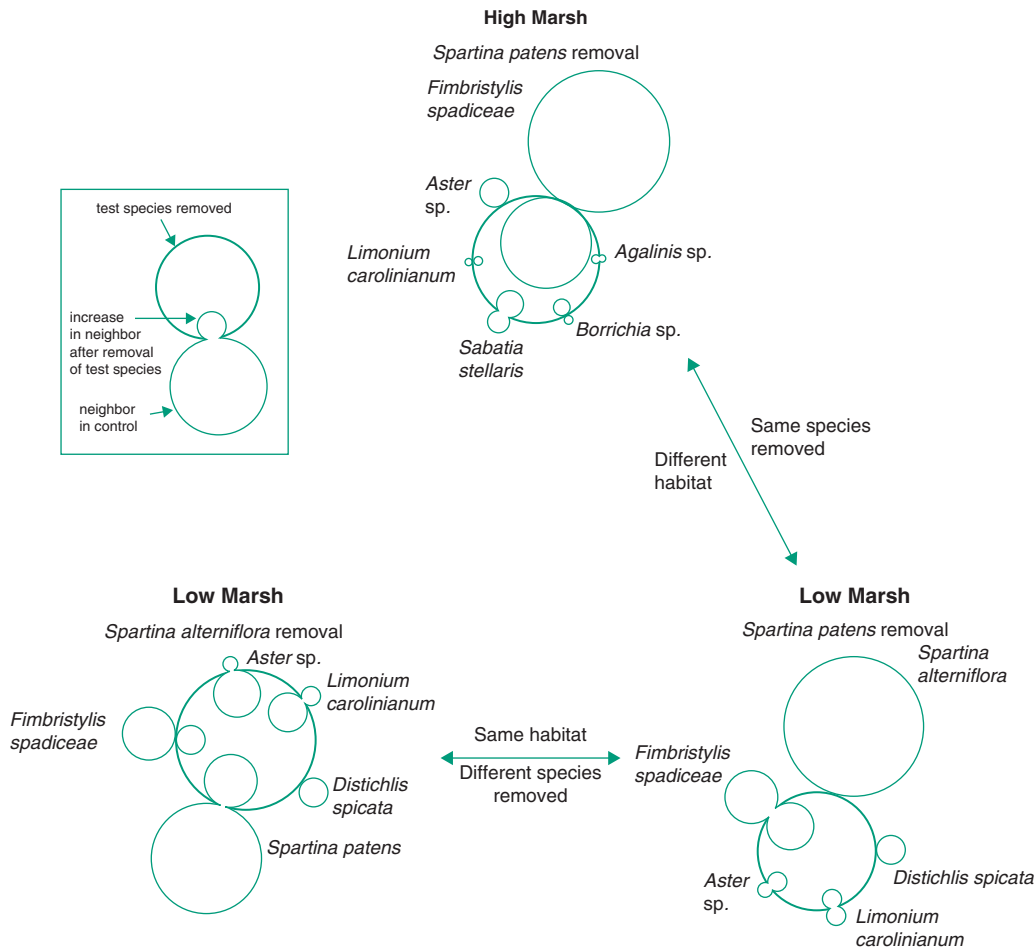 High Marsh
Spartina patens removal
Fimbristylis
spadiceae
Aster
sp.
Limonium
carolinianum
Agalinis sp.
Sabatia
stellaris
Borrichia sp.
test species removed
increase
in neighbor
after removal
of test species
neighbor
in control
Same species
removed
Different
habitat
Low Marsh
Spartina alterniflora removal
Aster sp.
Limonium
carolinianum
Fimbristylis
spadiceae
Distichlis
spicata
Spartina patens
Same habitat
Different species
removed
Low Marsh
Spartina patens removal
Spartina
alterniflora
Fimbristylis
spadiceae
Aster
sp.
Distichlis spicata
Limonium
carolinianum